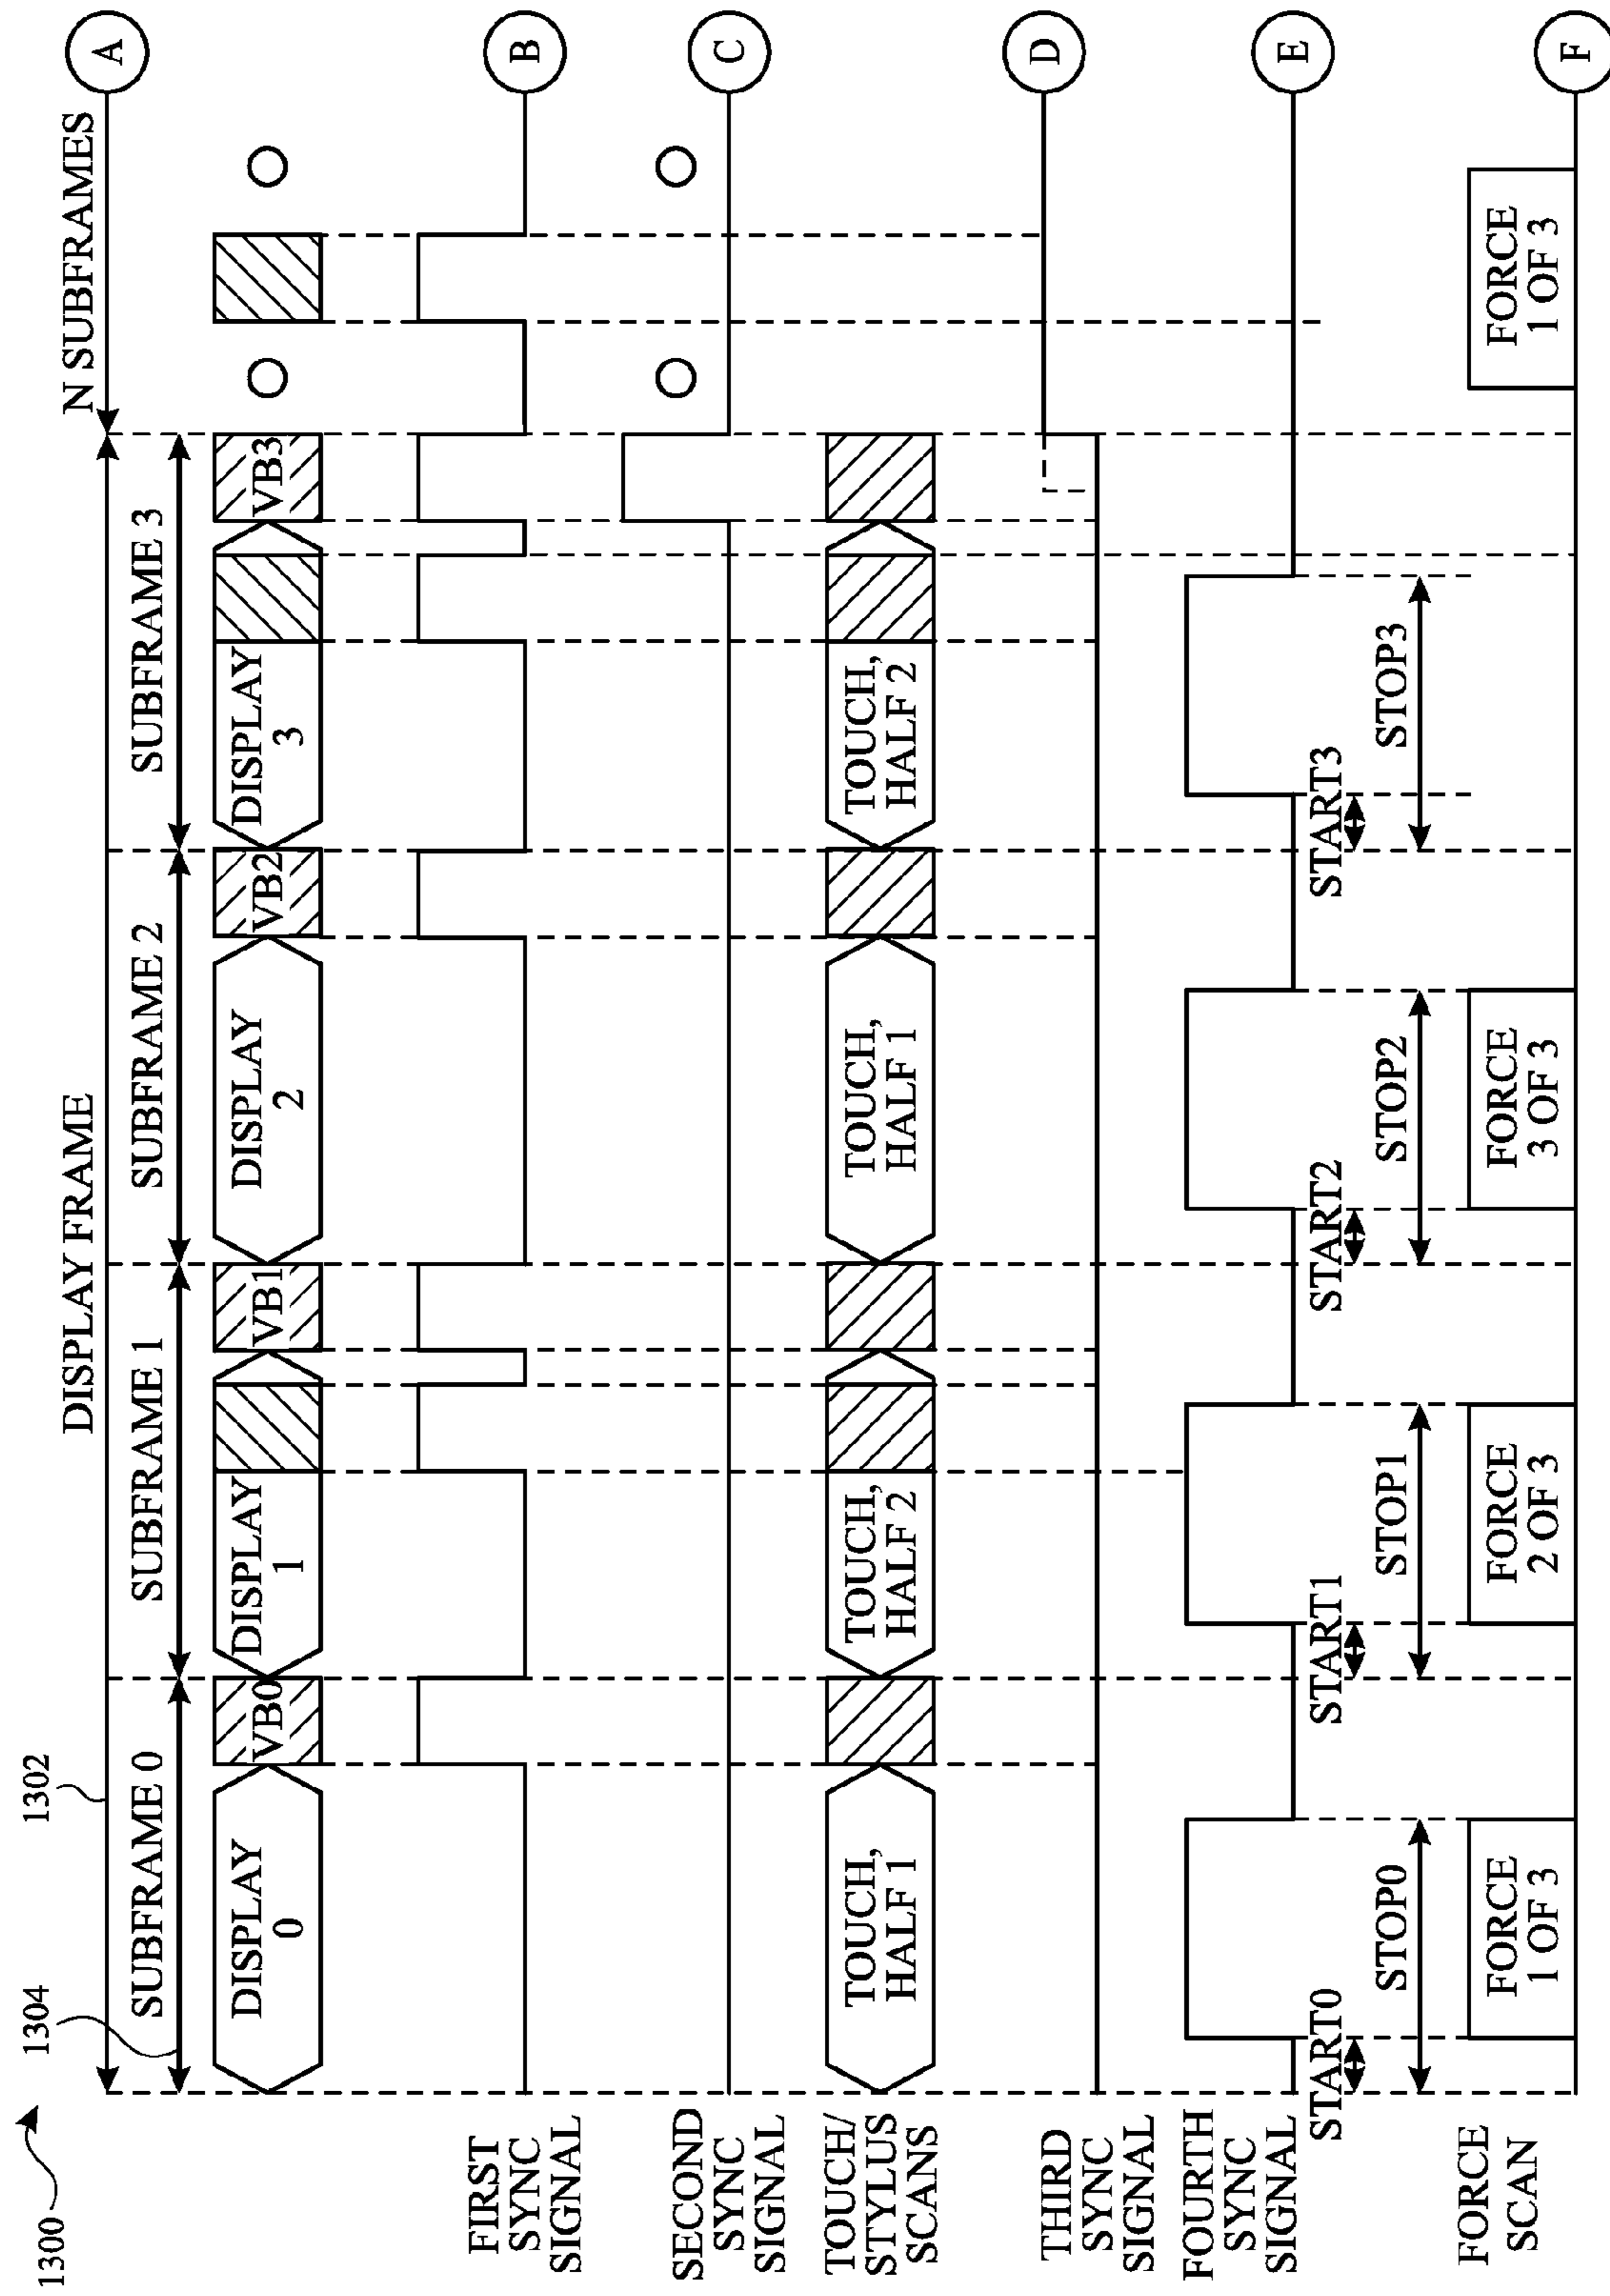 1300
1302
1304
DISPLAY FRAME
N SUBFRAMES
A
SUBFRAME 0
SUBFRAME 1
SUBFRAME 2
SUBFRAME 3
DISPLAY
0
VB0
DISPLAY
1
VB1
DISPLAY
2
VB2
DISPLAY
3
VB3
FIRST
SYNC
SIGNAL
B
SECOND
SYNC
SIGNAL
C
TOUCH/
STYLUS
SCANS
TOUCH,
HALF 1
TOUCH,
HALF 2
TOUCH,
HALF 1
TOUCH,
HALF 2
THIRD
SYNC
SIGNAL
D
FOURTH
SYNC
SIGNAL
E
START0
START1
START2
START3
STOP0
STOP1
STOP2
STOP3
FORCE
SCAN
FORCE
1 OF 3
FORCE
2 OF 3
FORCE
3 OF 3
FORCE
1 OF 3
F